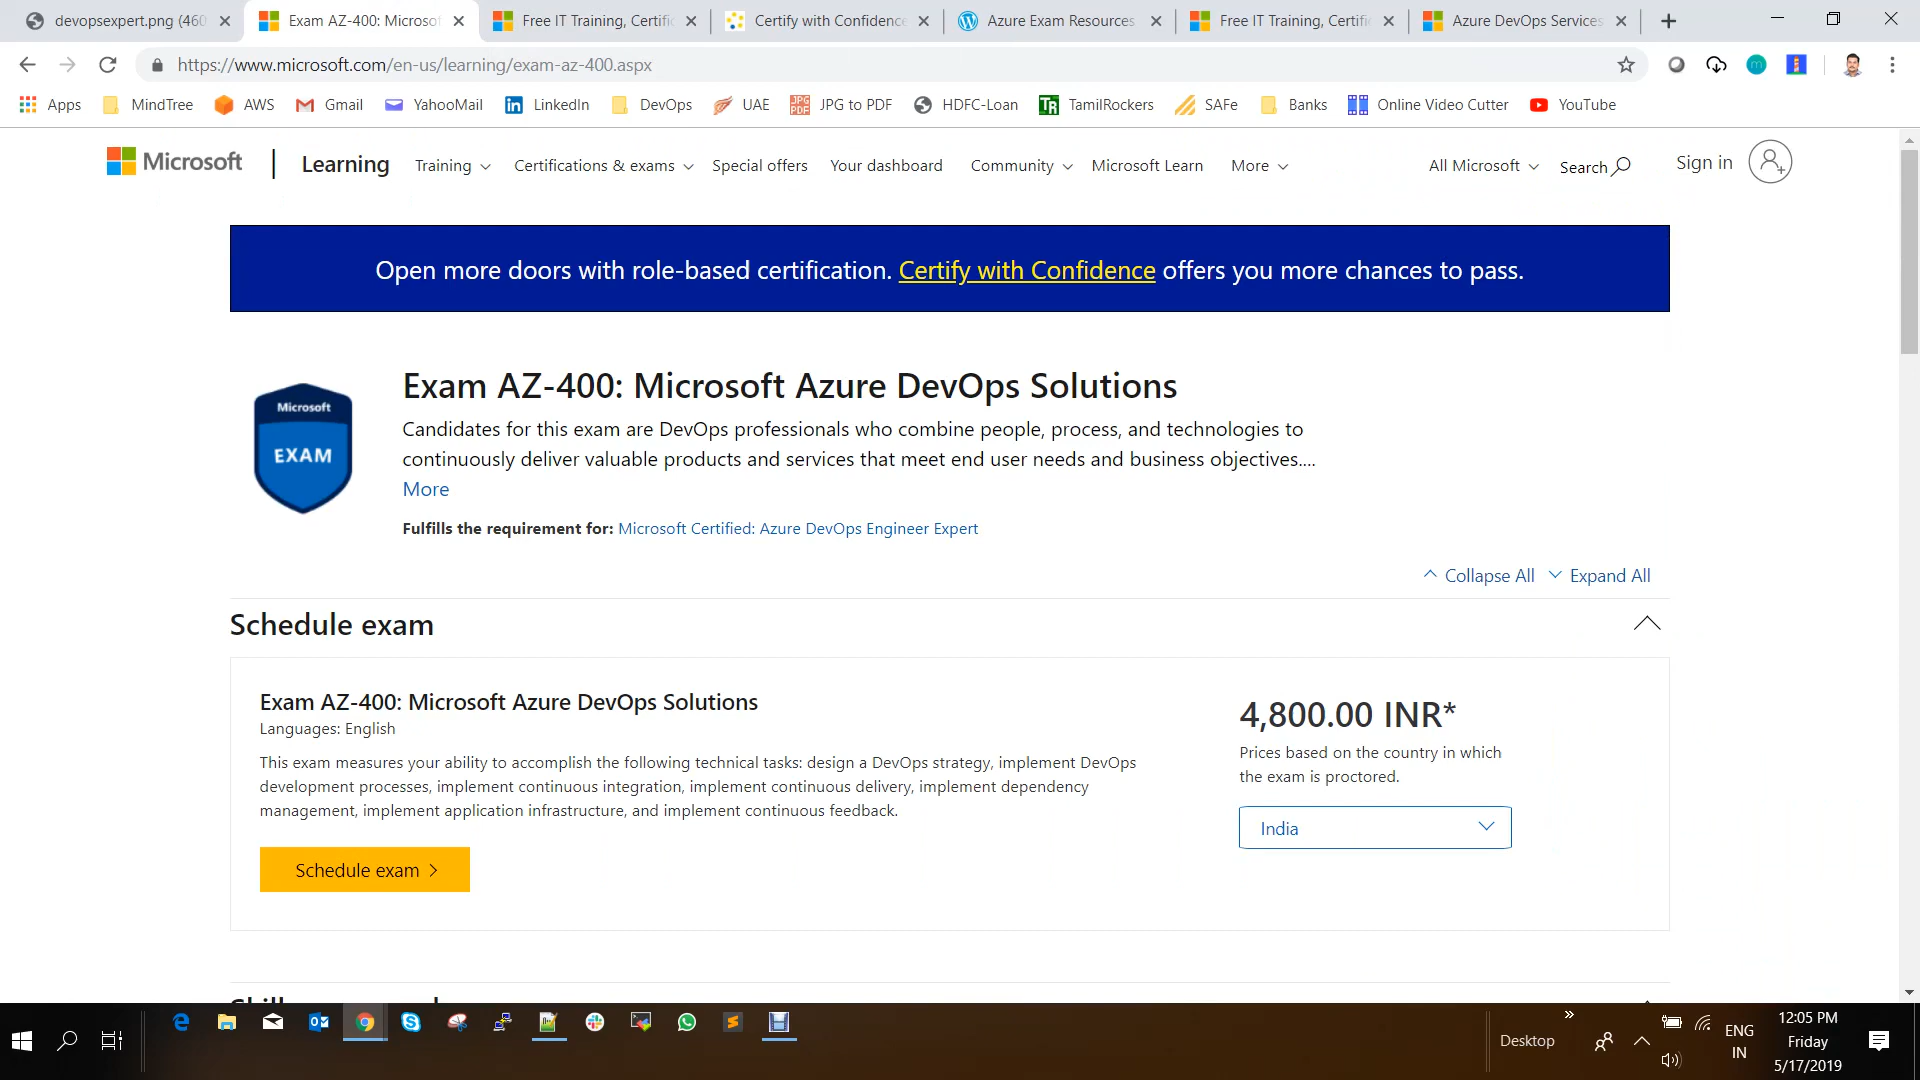 devopsexpert.png (460
Exam AZ-400: Microsof
Free IT Training, Certific
Certify with Confidence
Azure Exam Resources
Free IT Training, Certific
Azure DevOps Services
https://www.microsoft.com/en-us/learning/exam-az-400.aspx
Apps MindTree AWS Gmail YahooMail LinkedIn DevOps UAE JPG to PDF HDFC-Loan TamilRockers SAFe Banks Online Video Cutter YouTube
Microsoft Learning Training Certifications & exams Special offers Your dashboard Community Microsoft Learn More All Microsoft Search Sign in
Open more doors with role-based certification. Certify with Confidence offers you more chances to pass.
Microsoft
EXAM
Exam AZ-400: Microsoft Azure DevOps Solutions
Candidates for this exam are DevOps professionals who combine people, process, and technologies to
continuously deliver valuable products and services that meet end user needs and business objectives....
More
Fulfills the requirement for: Microsoft Certified: Azure DevOps Engineer Expert
Collapse All Expand All
Schedule exam
Exam AZ-400: Microsoft Azure DevOps Solutions
Languages: English
This exam measures your ability to accomplish the following technical tasks: design a DevOps strategy, implement DevOps
development processes, implement continuous integration, implement continuous delivery, implement dependency
management, implement application infrastructure, and implement continuous feedback.
Schedule exam
4,800.00 INR*
Prices based on the country in which
the exam is proctored.
India
Desktop
ENG
IN
12:05 PM
Friday
5/17/2019